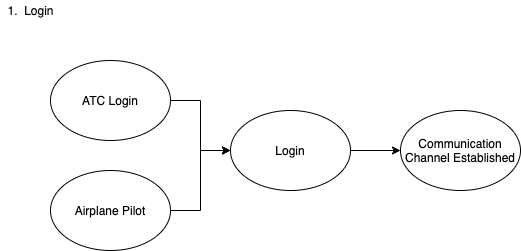 1. Login
ATC Login
Airplane Pilot
Login
Communication
Channel Established